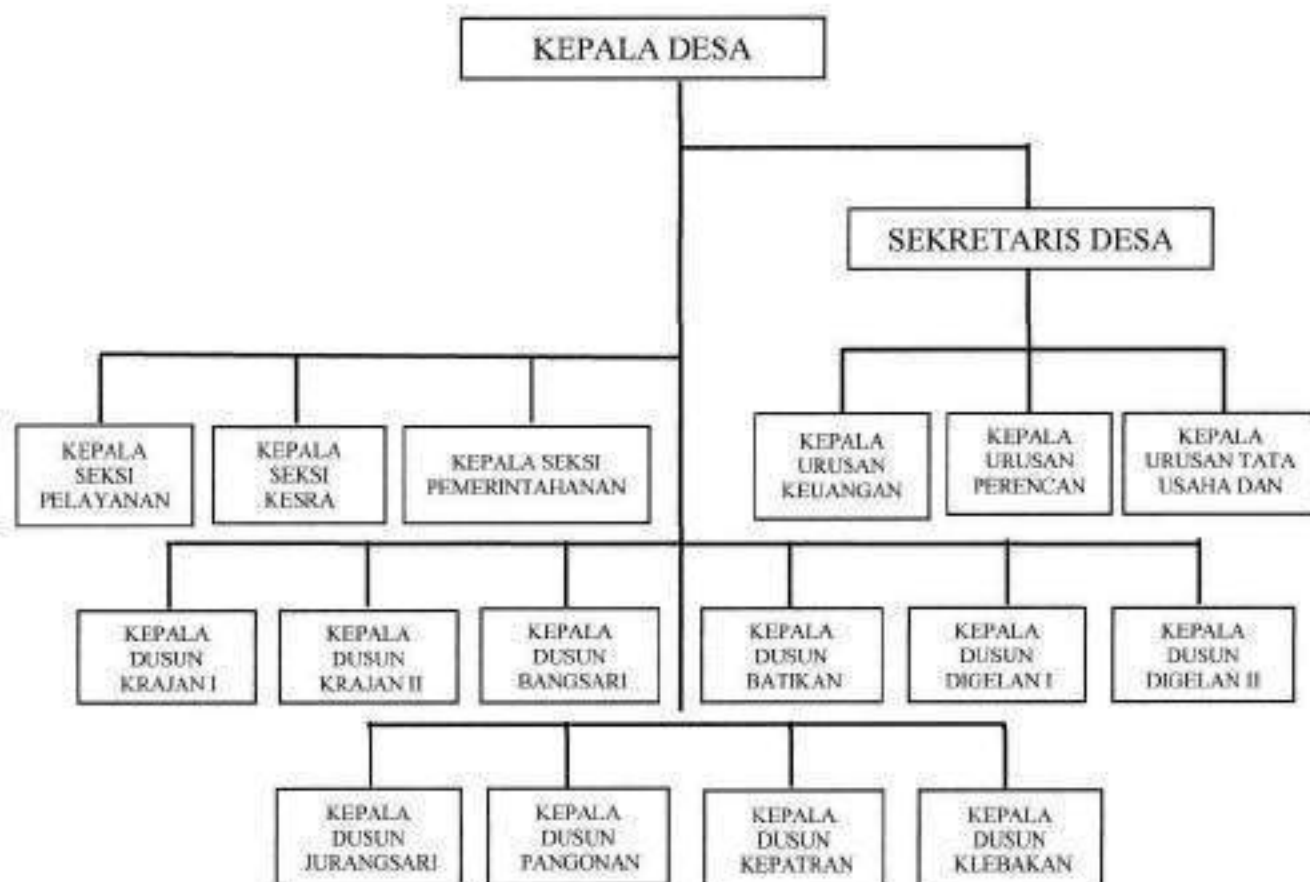 KEPALA DESA
SEKRETARIS DESA
KEPALA
SEKSI
PELAYANAN
KEPALA
SEKSI
KESRA
KEPALA SEKSI
PEMERINTAHANAN
KEPALA
URUSAN
KEUANGAN
KEPALA
URUSAN
PERENCAN
KEPALA
URUSAN TATA
USAHA DAN
KEPALA
DUSUN
KRAJAN I
KEPALA
DUSUN
KRAJAN II
KEPALA
DUSUN
BANGSARI
KEPALA
DUSUN
BATIKAN
KEPALA
DUSUN
DIGELAN I
KEPALA
DUSUN
DIGELAN II
KEPALA
DUSUN
JURANGSARI
KEPALA
DUSUN
PANGONAN
KEPALA
DUSUN
KEPATRAN
KEPALA
DUSUN
KLEBAKAN